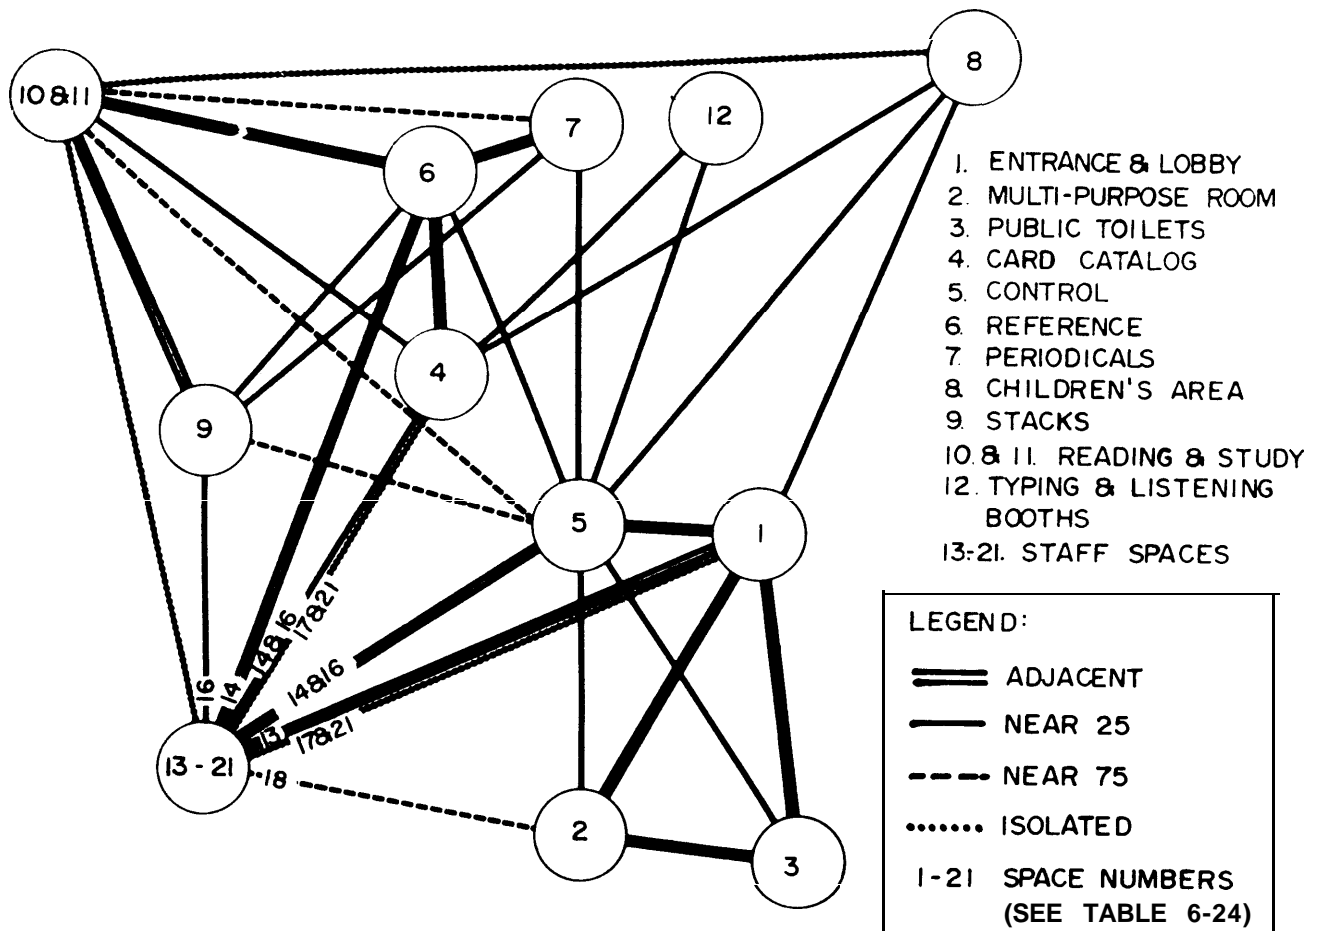 8
10 & 11
12
7
6
1. ENTRANCE & LOBBY
2. MULTI-PURPOSE ROOM
3. PUBLIC TOILETS
4. CARD CATALOG
5. CONTROL
6. REFERENCE
7. PERIODICALS
8. CHILDREN'S AREA
9. STACKS
10. & 11. READING & STUDY
12. TYPING & LISTENING
BOOTHS
13-21. STAFF SPACES
4
9
5
1
14 & 16
17 & 21
16
14
14 & 16
13
17 & 21
13 - 21
18
2
3
LEGEND:
ADJACENT
NEAR 25
NEAR 75
ISOLATED
1-21 SPACE NUMBERS
(SEE TABLE 6-24)